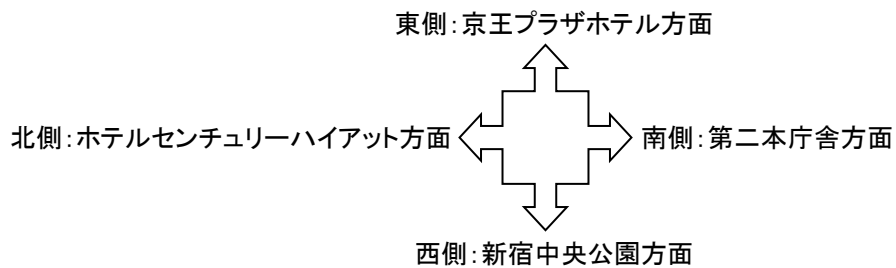 東側：京王プラザホテル方面
北側：ホテルセンチュリーハイアット方面
南側：第二本庁舎方面
西側：新宿中央公園方面